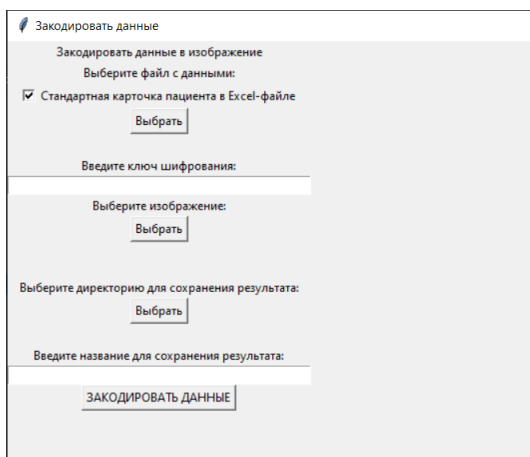 Закодировать данные
Закодировать данные в изображение
Выберите файл с данными:
Стандартная карточка пациента в Excel-файле
Выбрать
Введите ключ шифрования:
Выберите изображение:
Выбрать
Выберите директорию для сохранения результата:
Выбрать
Введите название для сохранения результата:
ЗАКОДИРОВАТЬ ДАННЫЕ